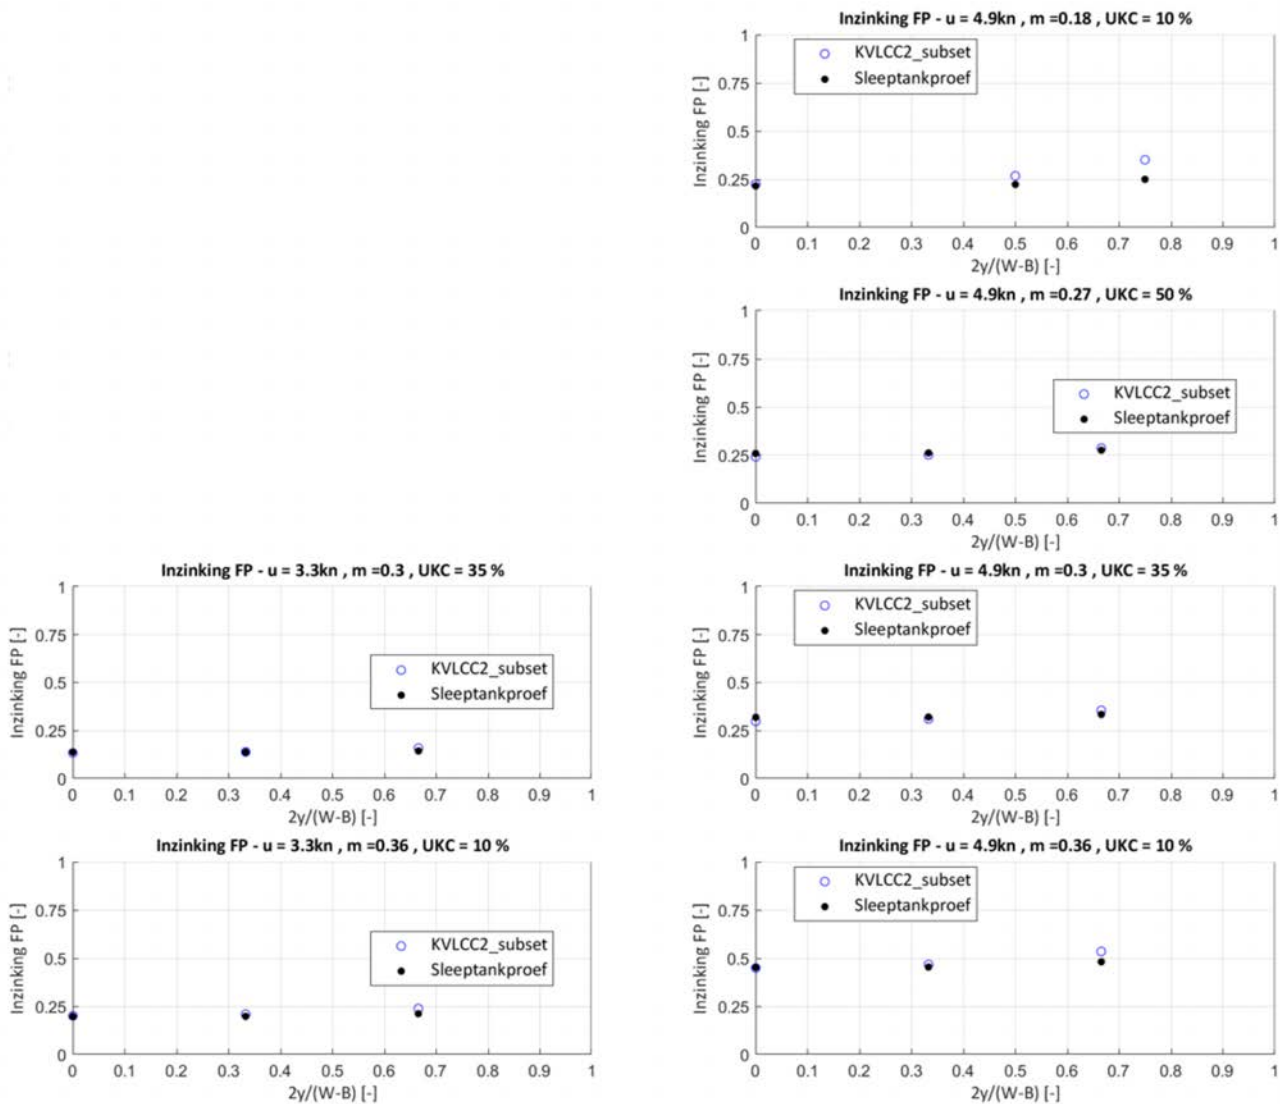 Inzinking FP - u = 4.9kn , m =0.18 , UKC = 10 %
1
0.75
0.5
0.25
0
Inzinking FP [-]
KVLCC2_subset
Sleeptankproef
0 0.1 0.2 0.3 0.4 0.5 0.6 0.7 0.8 0.9 1
2y/(W-B) [-]
Inzinking FP - u = 4.9kn , m =0.27 , UKC = 50 %
1
0.75
0.5
0.25
0
Inzinking FP [-]
KVLCC2_subset
Sleeptankproef
0 0.1 0.2 0.3 0.4 0.5 0.6 0.7 0.8 0.9 1
2y/(W-B) [-]
Inzinking FP - u = 3.3kn , m =0.3 , UKC = 35 %
1
0.75
0.5
0.25
0
Inzinking FP [-]
KVLCC2_subset
Sleeptankproef
0 0.1 0.2 0.3 0.4 0.5 0.6 0.7 0.8 0.9 1
2y/(W-B) [-]
Inzinking FP - u = 4.9kn , m =0.3 , UKC = 35 %
1
0.75
0.5
0.25
0
Inzinking FP [-]
KVLCC2_subset
Sleeptankproef
0 0.1 0.2 0.3 0.4 0.5 0.6 0.7 0.8 0.9 1
2y/(W-B) [-]
Inzinking FP - u = 3.3kn , m =0.36 , UKC = 10 %
1
0.75
0.5
0.25
0
Inzinking FP [-]
KVLCC2_subset
Sleeptankproef
0 0.1 0.2 0.3 0.4 0.5 0.6 0.7 0.8 0.9 1
2y/(W-B) [-]
Inzinking FP - u = 4.9kn , m =0.36 , UKC = 10 %
1
0.75
0.5
0.25
0
Inzinking FP [-]
KVLCC2_subset
Sleeptankproef
0 0.1 0.2 0.3 0.4 0.5 0.6 0.7 0.8 0.9 1
2y/(W-B) [-]